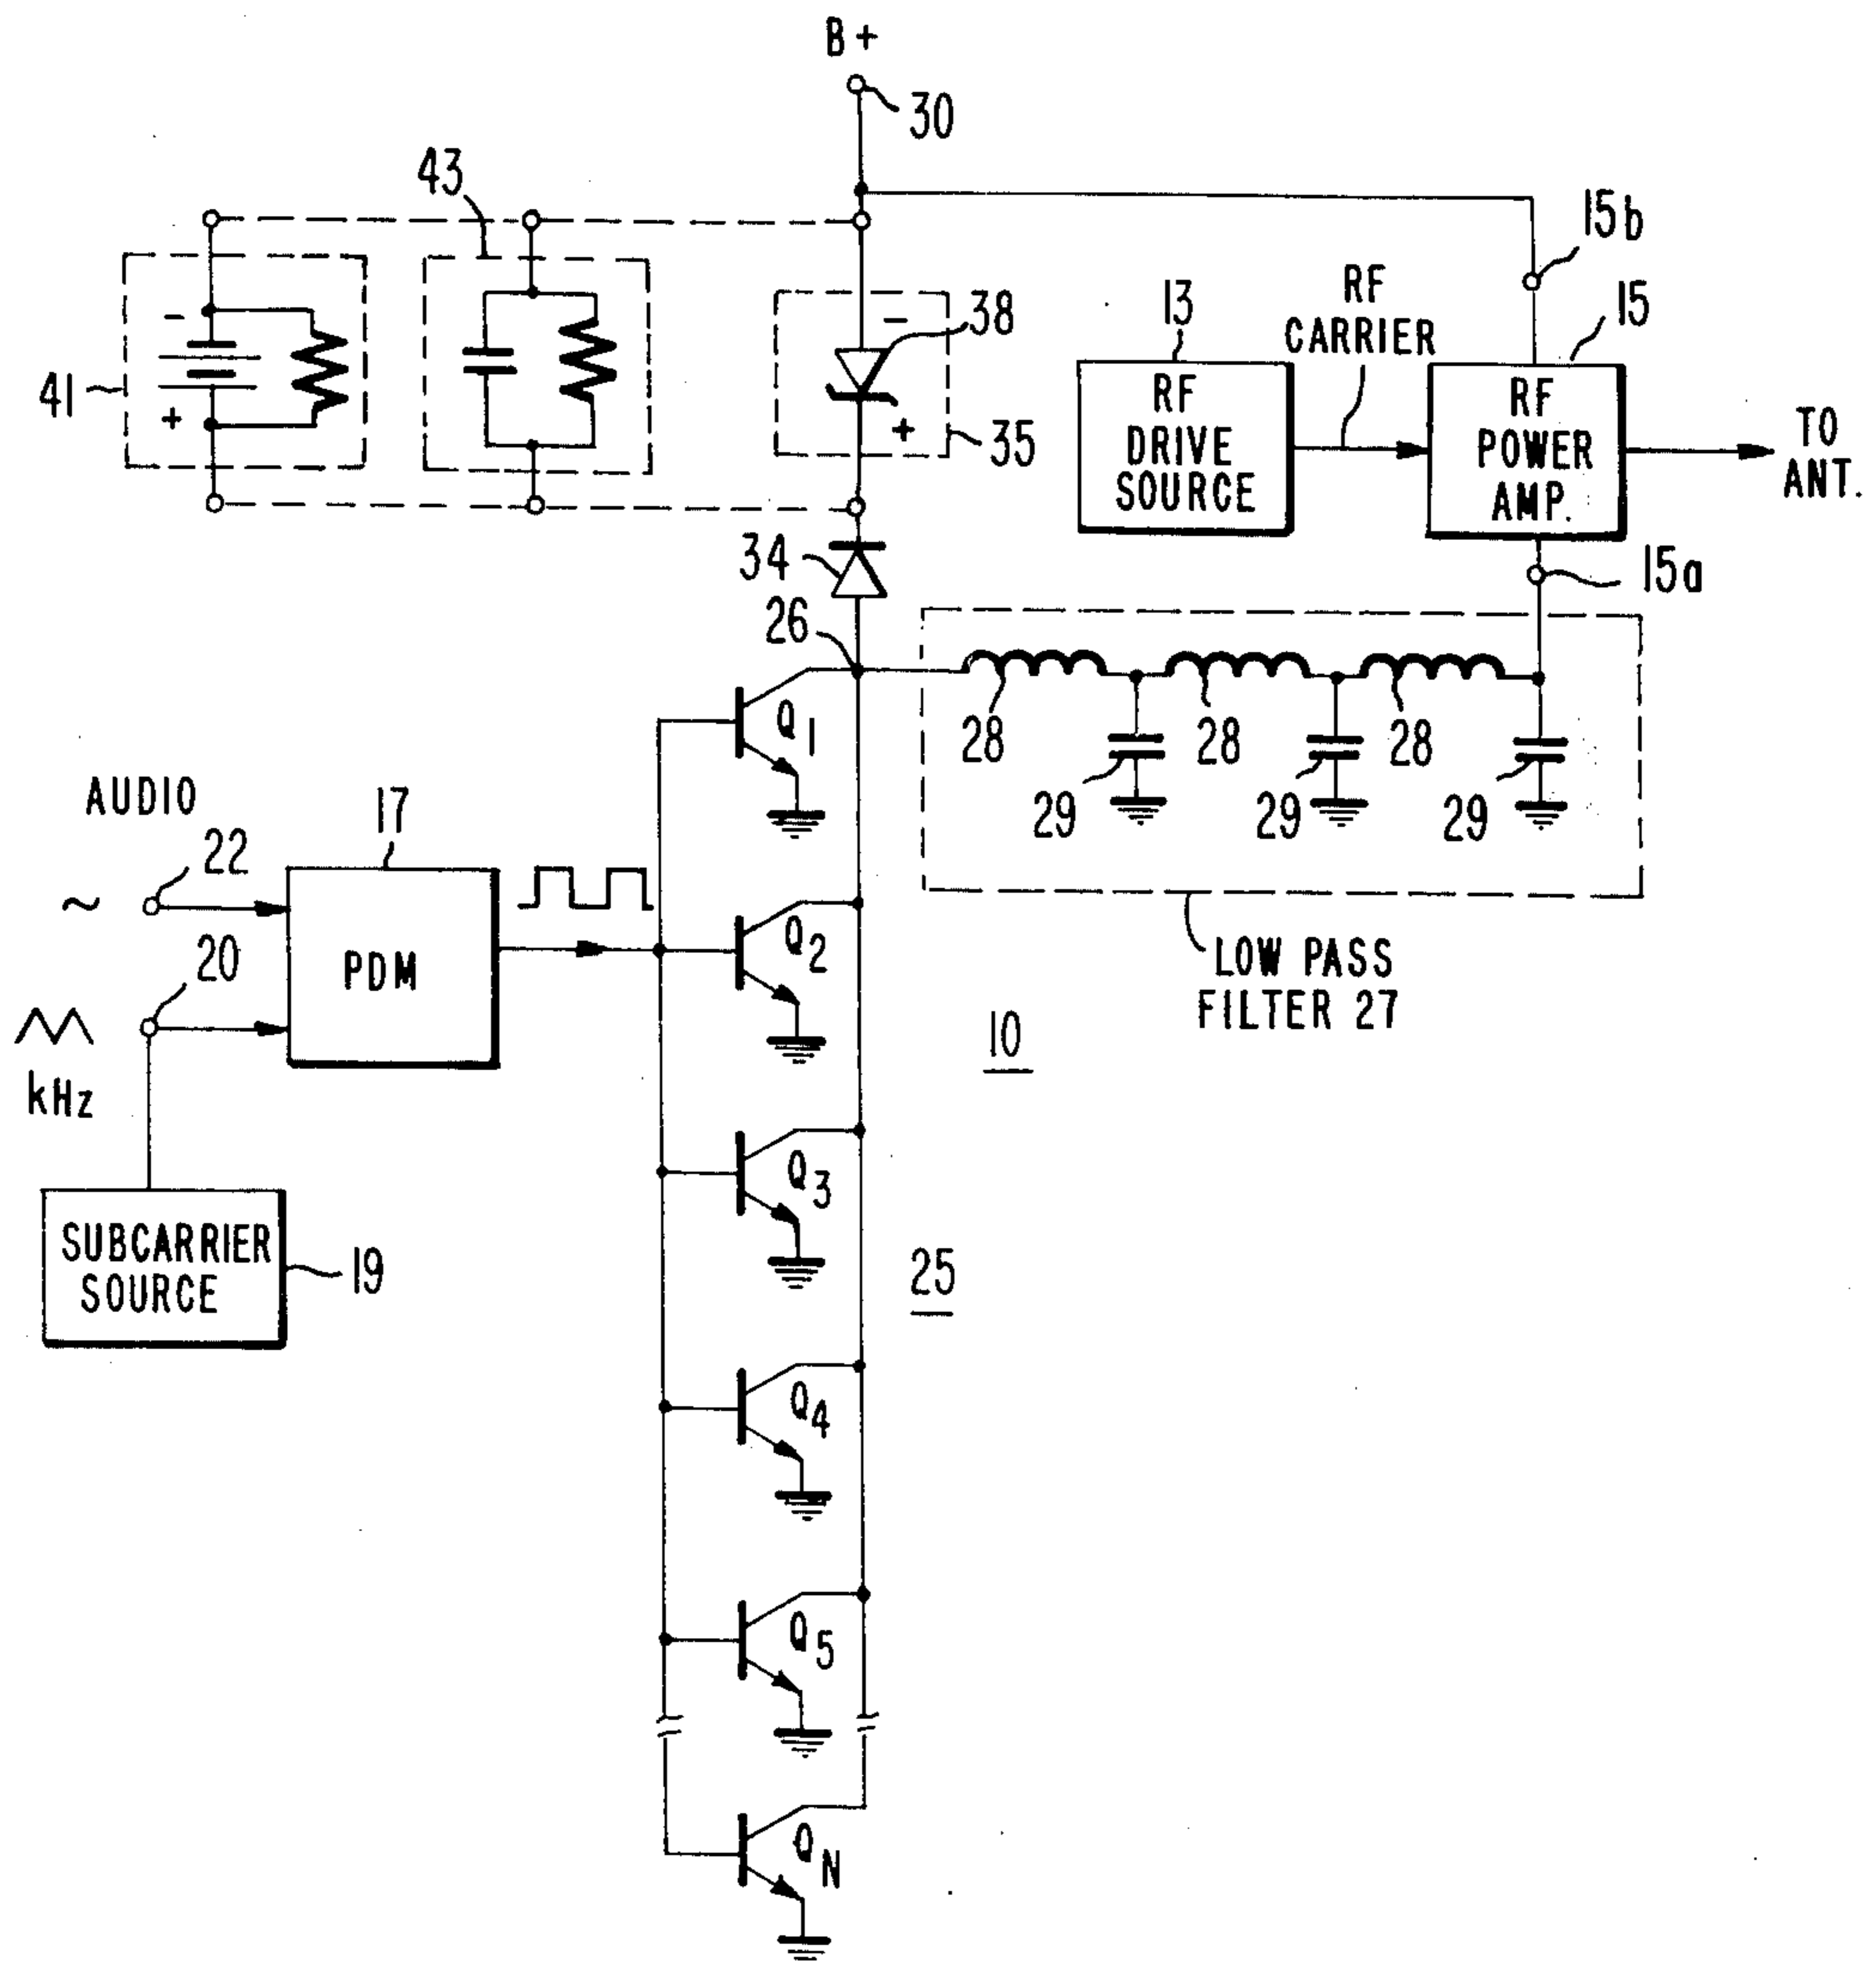 B+
30
43
15b
41
-
+
-
38
+
35
13
RF
CARRIER
15
RF
DRIVE
SOURCE
RF
POWER
AMP.
TO
ANT.
34
15a
26
Q1
28
28
28
29
29
29
AUDIO
22
17
~
20
PDM
kHz
Q2
LOW PASS
FILTER 27
10
Q3
SUBCARRIER
SOURCE
19
25
Q4
Q5
QN